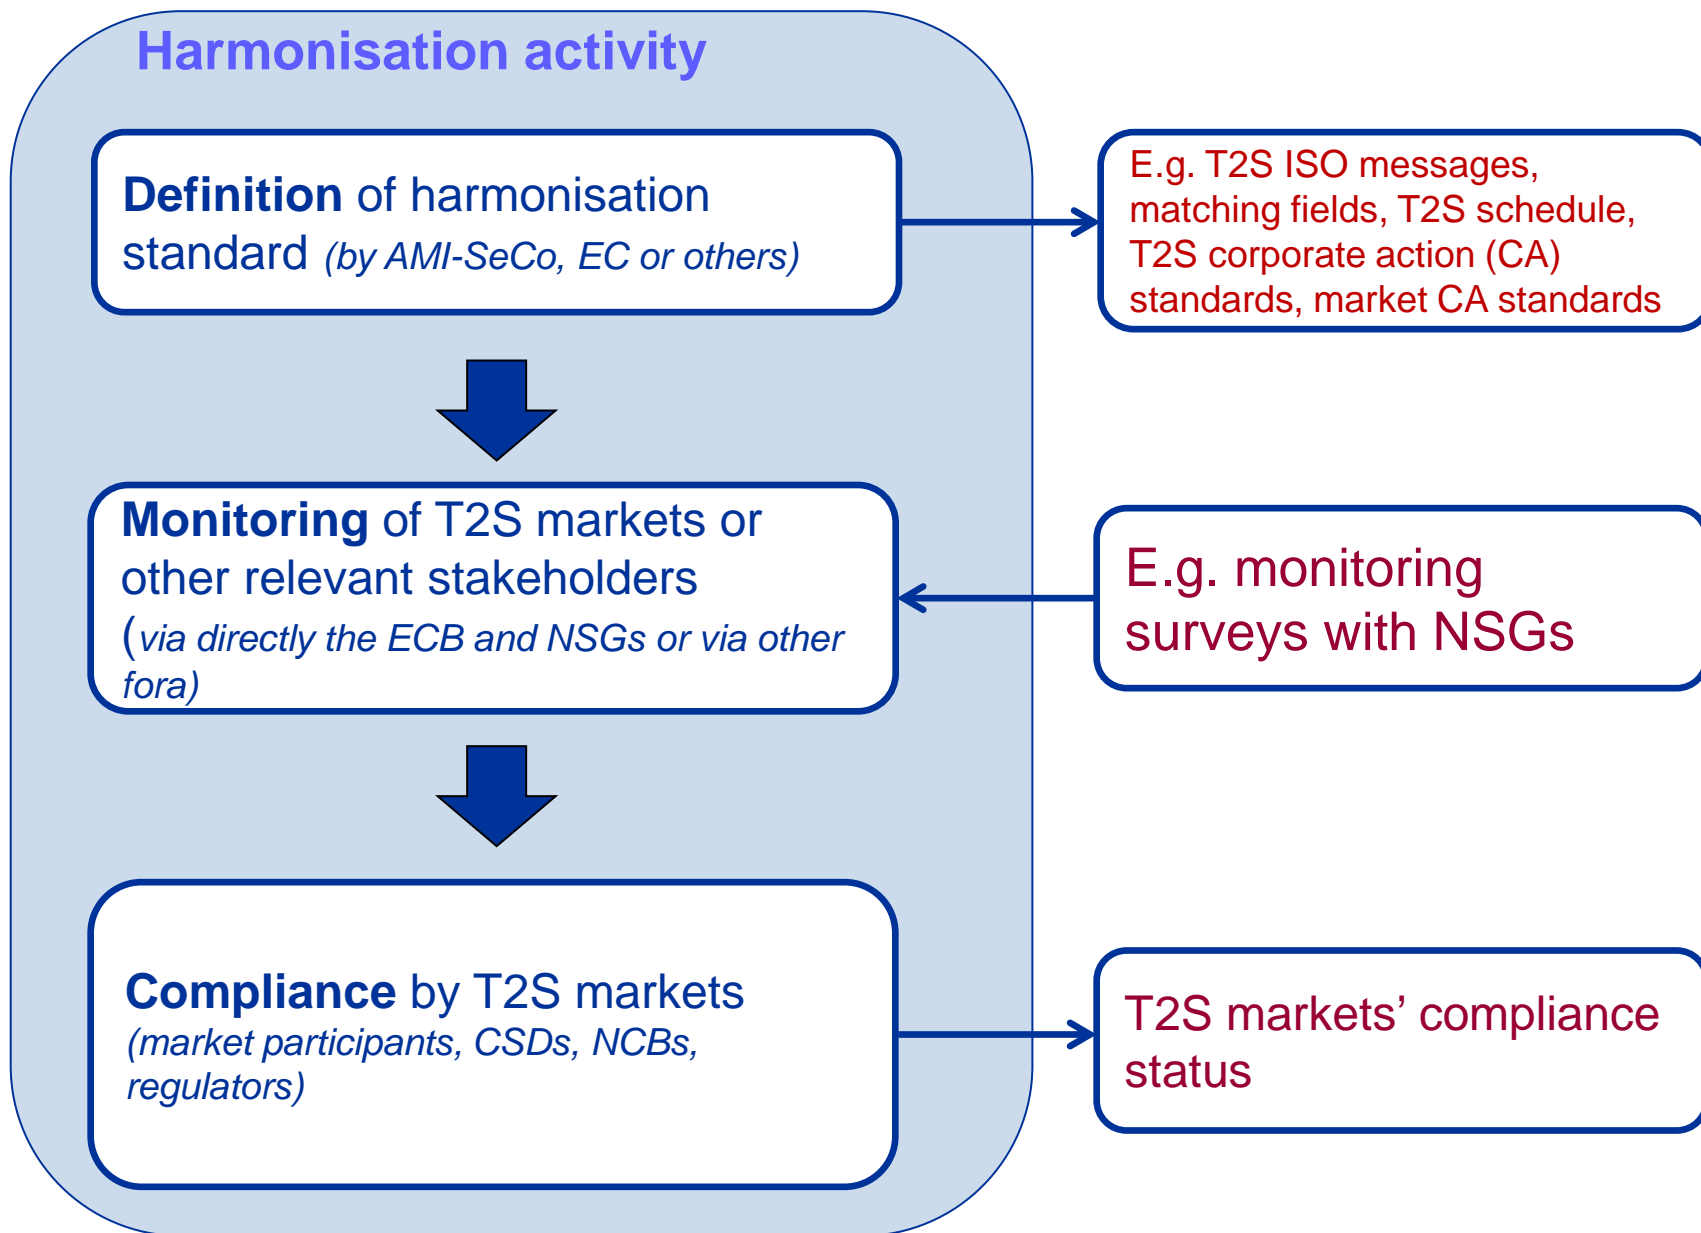 Harmonisation activity
Definition of harmonisation
standard (by AMI-SeCo, EC or others)
E.g. T2S ISO messages,
matching fields, T2S schedule,
T2S corporate action (CA)
standards, market CA standards
Monitoring of T2S markets or
other relevant stakeholders
(via directly the ECB and NSGs or via other
fora)
E.g. monitoring
surveys with NSGs
Compliance by T2S markets
(market participants, CSDs, NCBs,
regulators)
T2S markets’ compliance
status